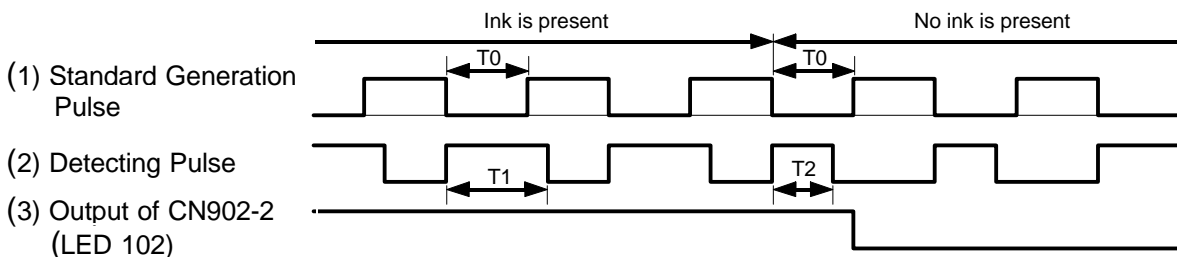 Ink is present
No ink is present
T0
T0
(1) Standard Generation
Pulse
(2) Detecting Pulse
T1
T2
(3) Output of CN902-2
(LED 102)